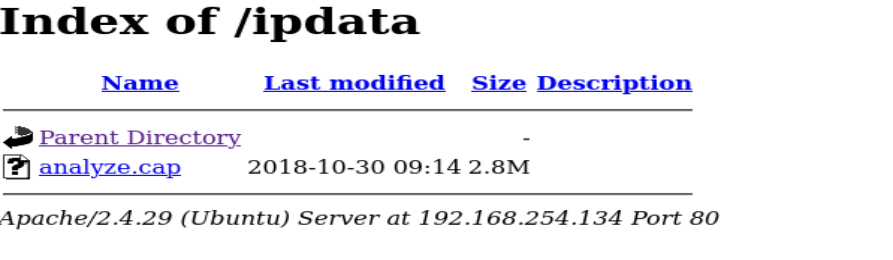 Index of /ipdata
Name Last modified Size Description
Parent Directory -
analyze.cap 2018-10-30 09:14 2.8M
Apache/2.4.29 (Ubuntu) Server at 192.168.254.134 Port 80